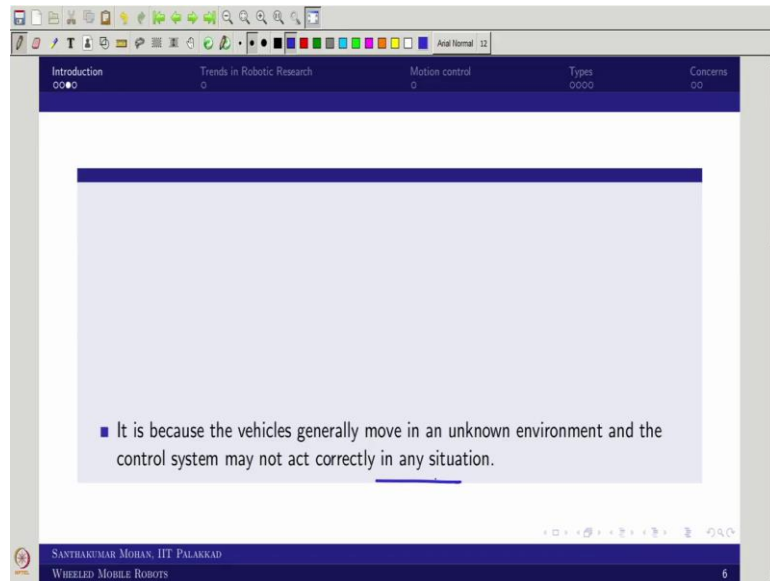 Arial Normal 12
Introduction Trends in Robotic Research Motion control Types Concerns
It is because the vehicles generally move in an unknown environment and the
control system may not act correctly in any situation.
SANTHAKUMAR MOHAN, IIT PALAKKAD
WHEELED MOBILE ROBOTS 6